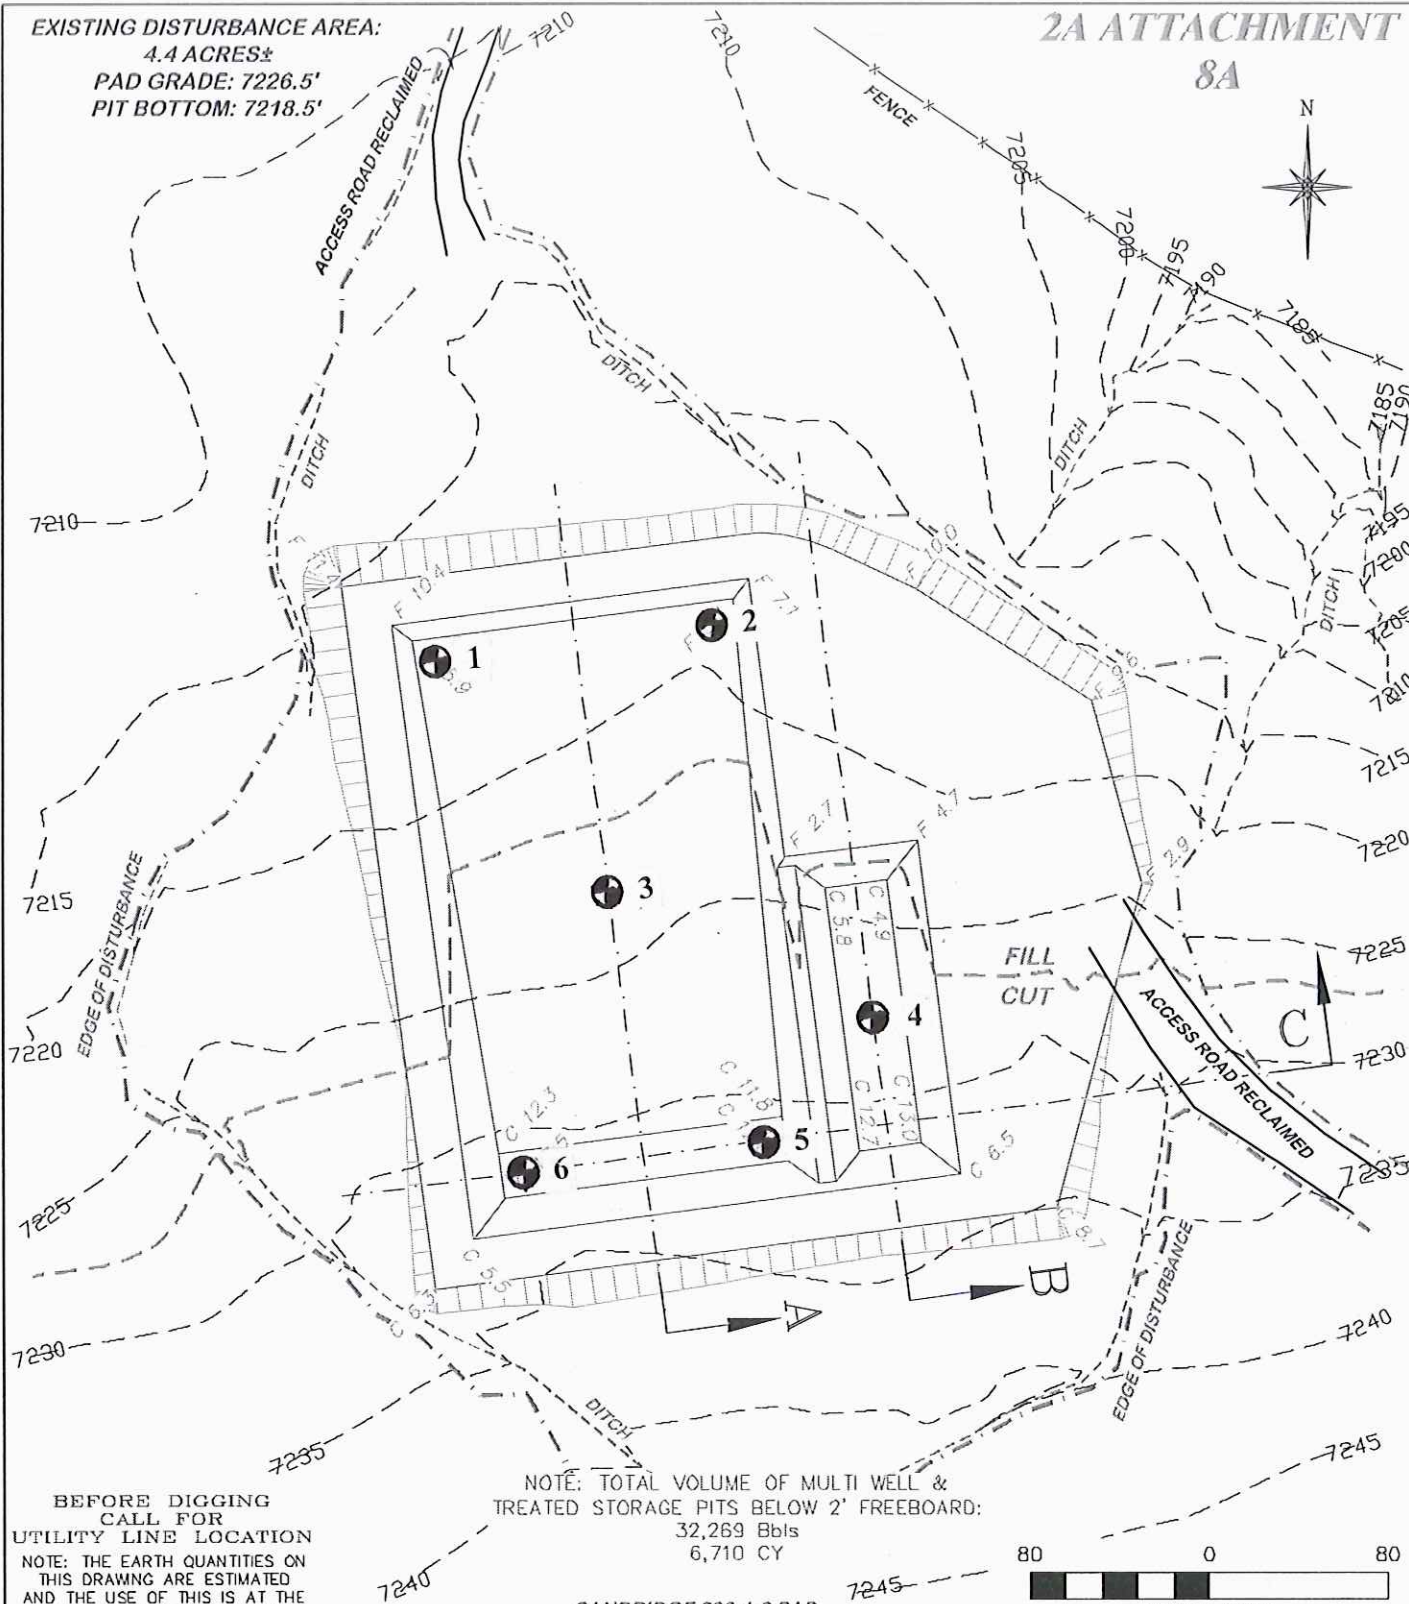 EXISTING DISTURBANCE AREA:
4.4 ACRES±
PAD GRADE: 7226.5'
PIT BOTTOM: 7218.5'
2A ATTACHMENT
8A
N
7210
7210
FENCE
7205
7200
7195
7190
7185
7185
7190
7195
7200
7205
7210
7215
7220
7225
7230
7235
7240
7245
ACCESS ROAD RECLAIMED
DITCH
DITCH
DITCH
DITCH
7210
F 10.4
F 7.1
F 10.0
1
2
F 2.7
F 4.7
F 2.9
3
C 5.8
C 4.9
FILL
CUT
4
ACCESS ROAD RECLAIMED
C
EDGE OF DISTURBANCE
7215
7220
C 12.3
C 11.8
C 12.7
C 13.0
5
6
C 6.5
C 5.5
C 8.7
C 6.3
7225
7230
A
B
EDGE OF DISTURBANCE
DITCH
7235
7240
7245
BEFORE DIGGING
CALL FOR
UTILITY LINE LOCATION
NOTE: THE EARTH QUANTITIES ON
THIS DRAWING ARE ESTIMATED
AND THE USE OF THIS IS AT THE
NOTE: TOTAL VOLUME OF MULTI WELL &
TREATED STORAGE PITS BELOW 2' FREEBOARD:
32,269 Bbls
6,710 CY
80 0 80